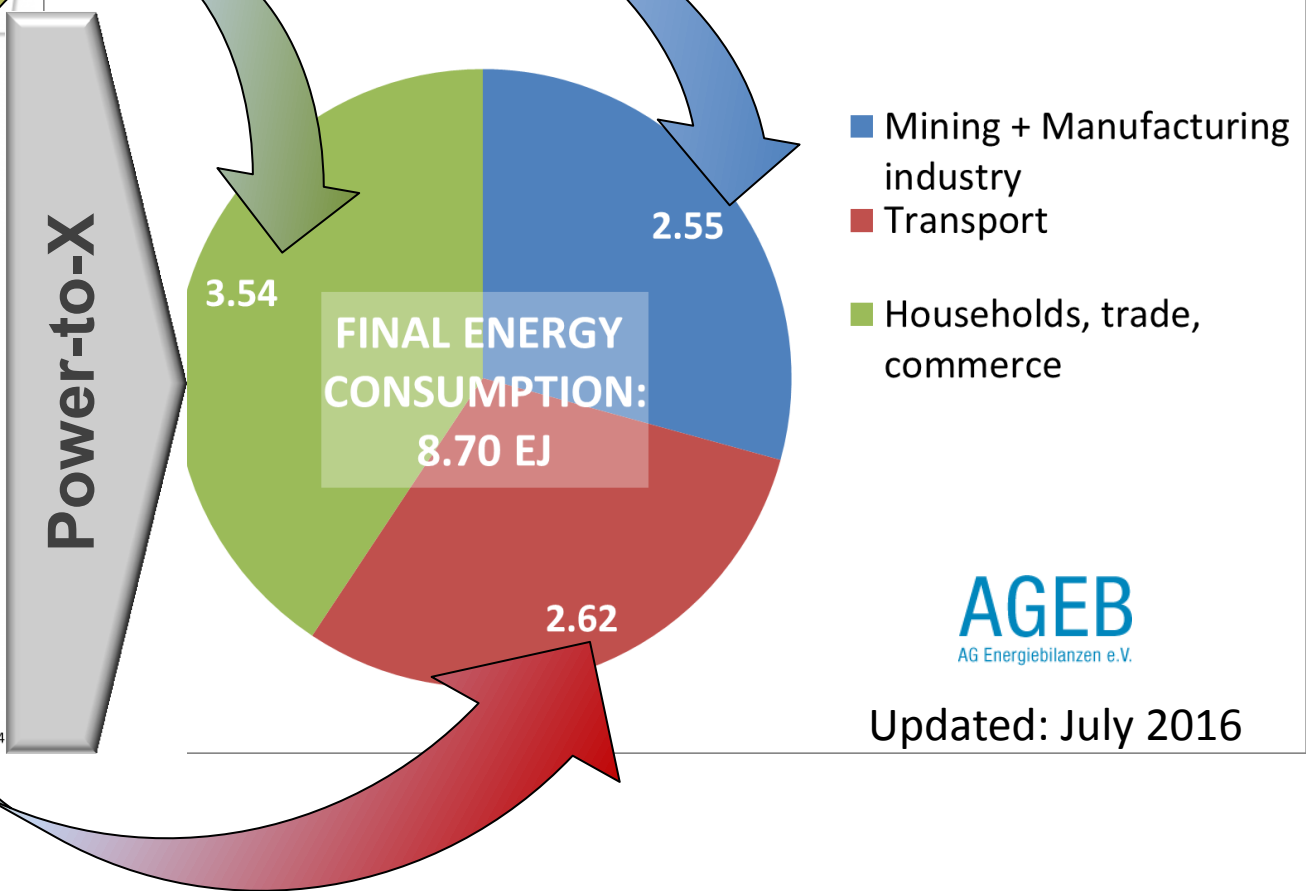 Power-to-X
2.55
3.54
2.62
FINAL ENERGY
CONSUMPTION:
8.70 EJ
Mining + Manufacturing
industry
Transport
Households, trade,
commerce
AGEB
AG Energiebilanzen e.V.
Updated: July 2016
4